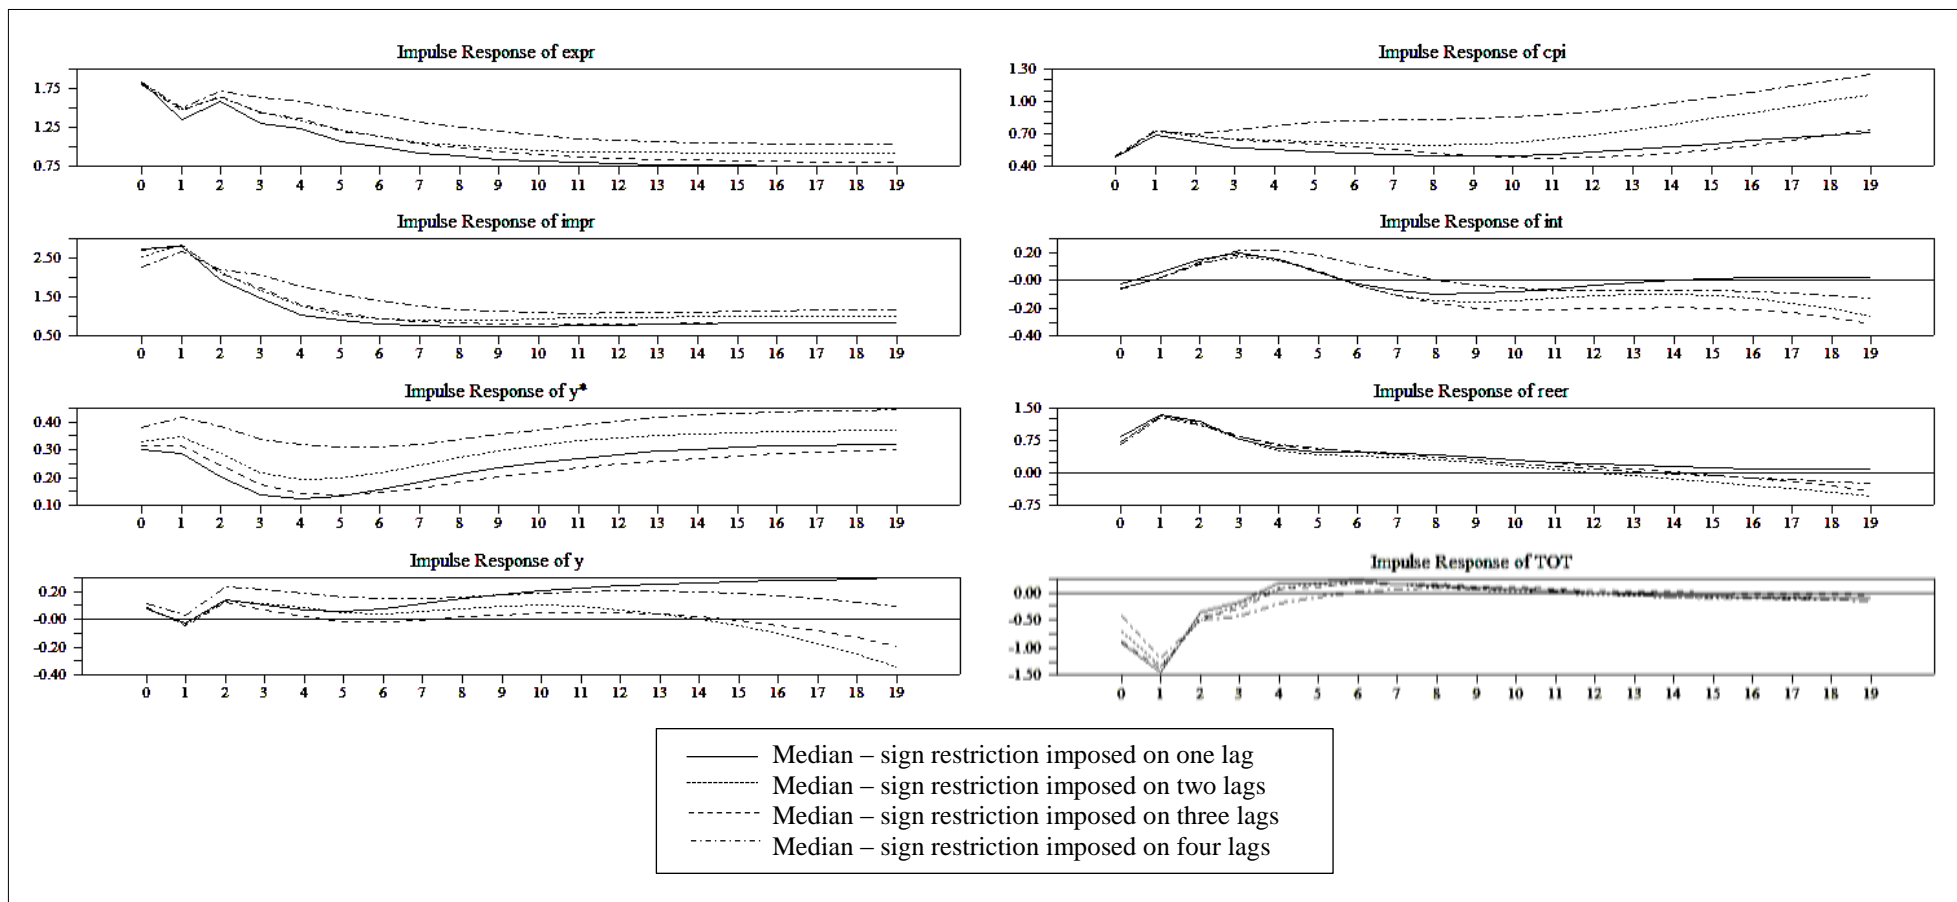 Impulse Response of expr
1.75
1.25
0.75
0 1 2 3 4 5 6 7 8 9 10 11 12 13 14 15 16 17 18 19
Impulse Response of impr
2.50
1.50
0.50
0 1 2 3 4 5 6 7 8 9 10 11 12 13 14 15 16 17 18 19
Impulse Response of y*
0.40
0.30
0.20
0.10
0 1 2 3 4 5 6 7 8 9 10 11 12 13 14 15 16 17 18 19
Impulse Response of y
0.20
-0.00
-0.20
-0.40
0 1 2 3 4 5 6 7 8 9 10 11 12 13 14 15 16 17 18 19
Impulse Response of cpi
1.30
1.00
0.70
0.40
0 1 2 3 4 5 6 7 8 9 10 11 12 13 14 15 16 17 18 19
Impulse Response of int
0.20
-0.00
-0.20
-0.40
0 1 2 3 4 5 6 7 8 9 10 11 12 13 14 15 16 17 18 19
Impulse Response of reer
1.50
0.75
0.00
-0.75
0 1 2 3 4 5 6 7 8 9 10 11 12 13 14 15 16 17 18 19
Impulse Response of TOT
0.00
-0.50
-1.00
-1.50
0 1 2 3 4 5 6 7 8 9 10 11 12 13 14 15 16 17 18 19
Median – sign restriction imposed on one lag
Median – sign restriction imposed on two lags
Median – sign restriction imposed on three lags
Median – sign restriction imposed on four lags